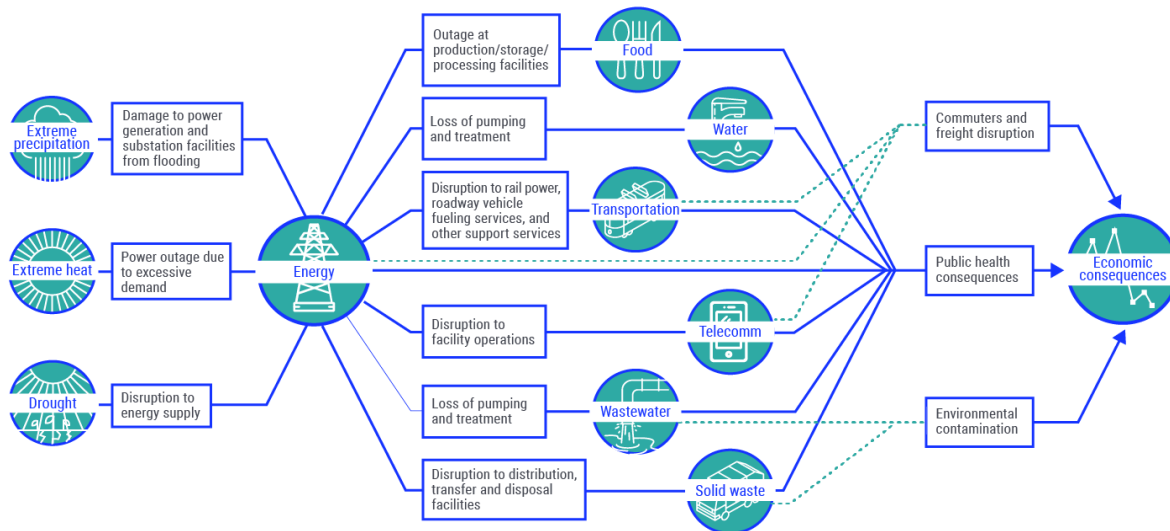 Extreme
precipitation
Damage to power
generation and
substation facilities
from flooding
Extreme heat
Power outage due
to excessive
demand
Drought
Disruption to
energy supply
Energy
Outage at
production/storage/
processing facilities
Food
Loss of pumping
and treatment
Water
Disruption to rail power,
roadway vehicle
fueling services, and
other support services
Transportation
Disruption to
facility operations
Telecomm
Loss of pumping
and treatment
Wastewater
Disruption to distribution,
transfer and disposal
facilities
Solid waste
Commuters and
freight disruption
Public health
consequences
Environmental
contamination
Economic
consequences